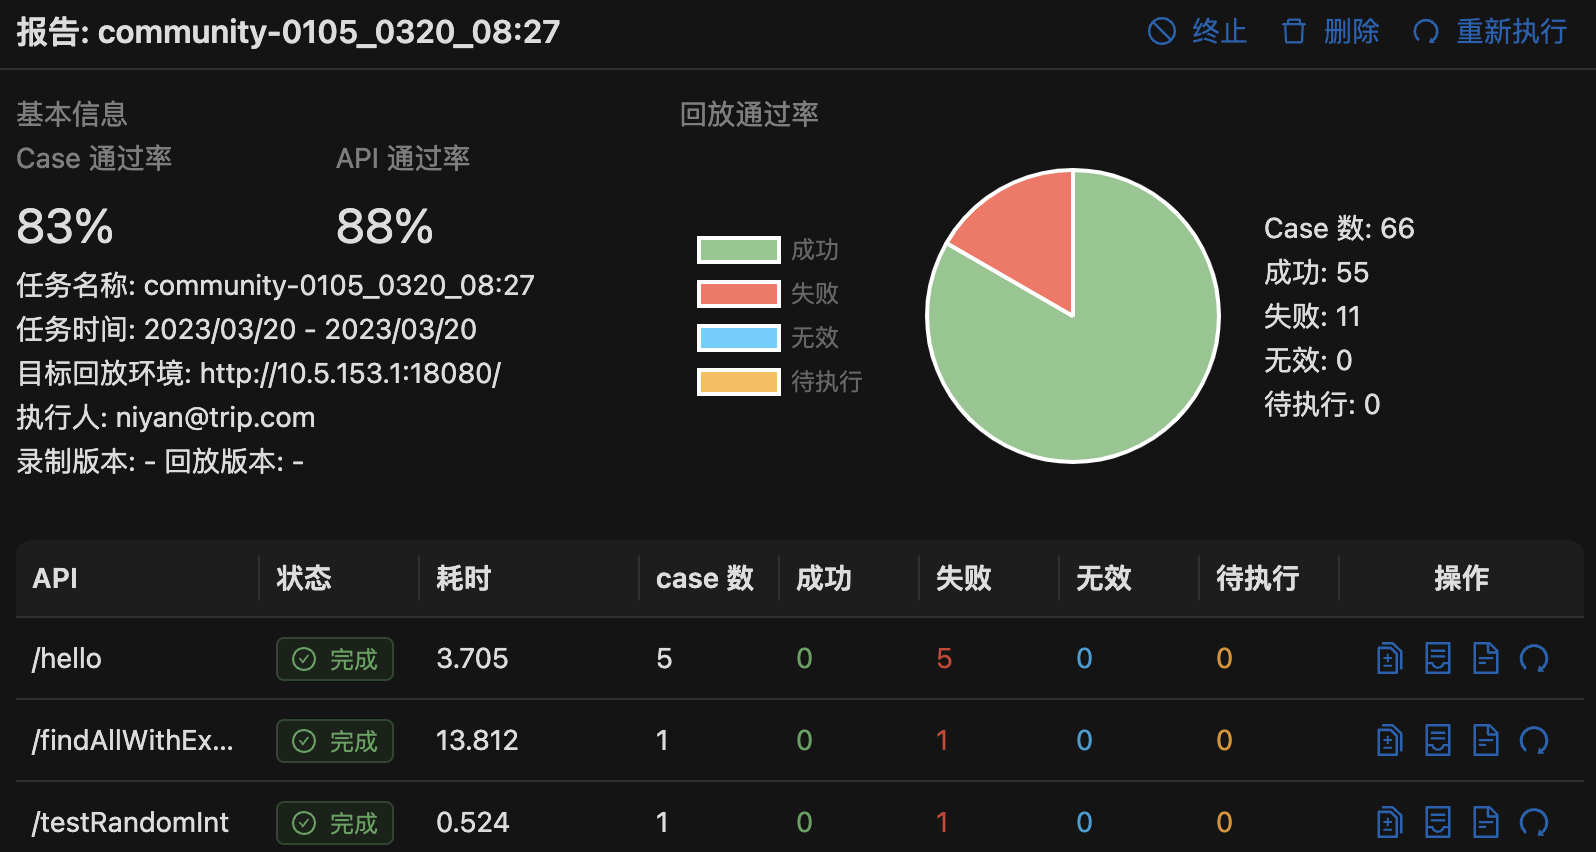 报告: community-0105_0320_08:27
终止 删除 重新执行
基本信息
Case 通过率 API 通过率
83% 88%
任务名称: community-0105_0320_08:27
任务时间: 2023/03/20 - 2023/03/20
目标回放环境: http://10.5.153.1:18080/
执行人: niyan@trip.com
录制版本: - 回放版本: -
回放通过率
成功
失败
无效
待执行
Case 数: 66
成功: 55
失败: 11
无效: 0
待执行: 0
API 状态 耗时 case 数 成功 失败 无效 待执行 操作
/hello 完成 3.705 5 0 5 0 0
/findAllWithEx... 完成 13.812 1 0 1 0 0
/testRandomInt 完成 0.524 1 0 1 0 0